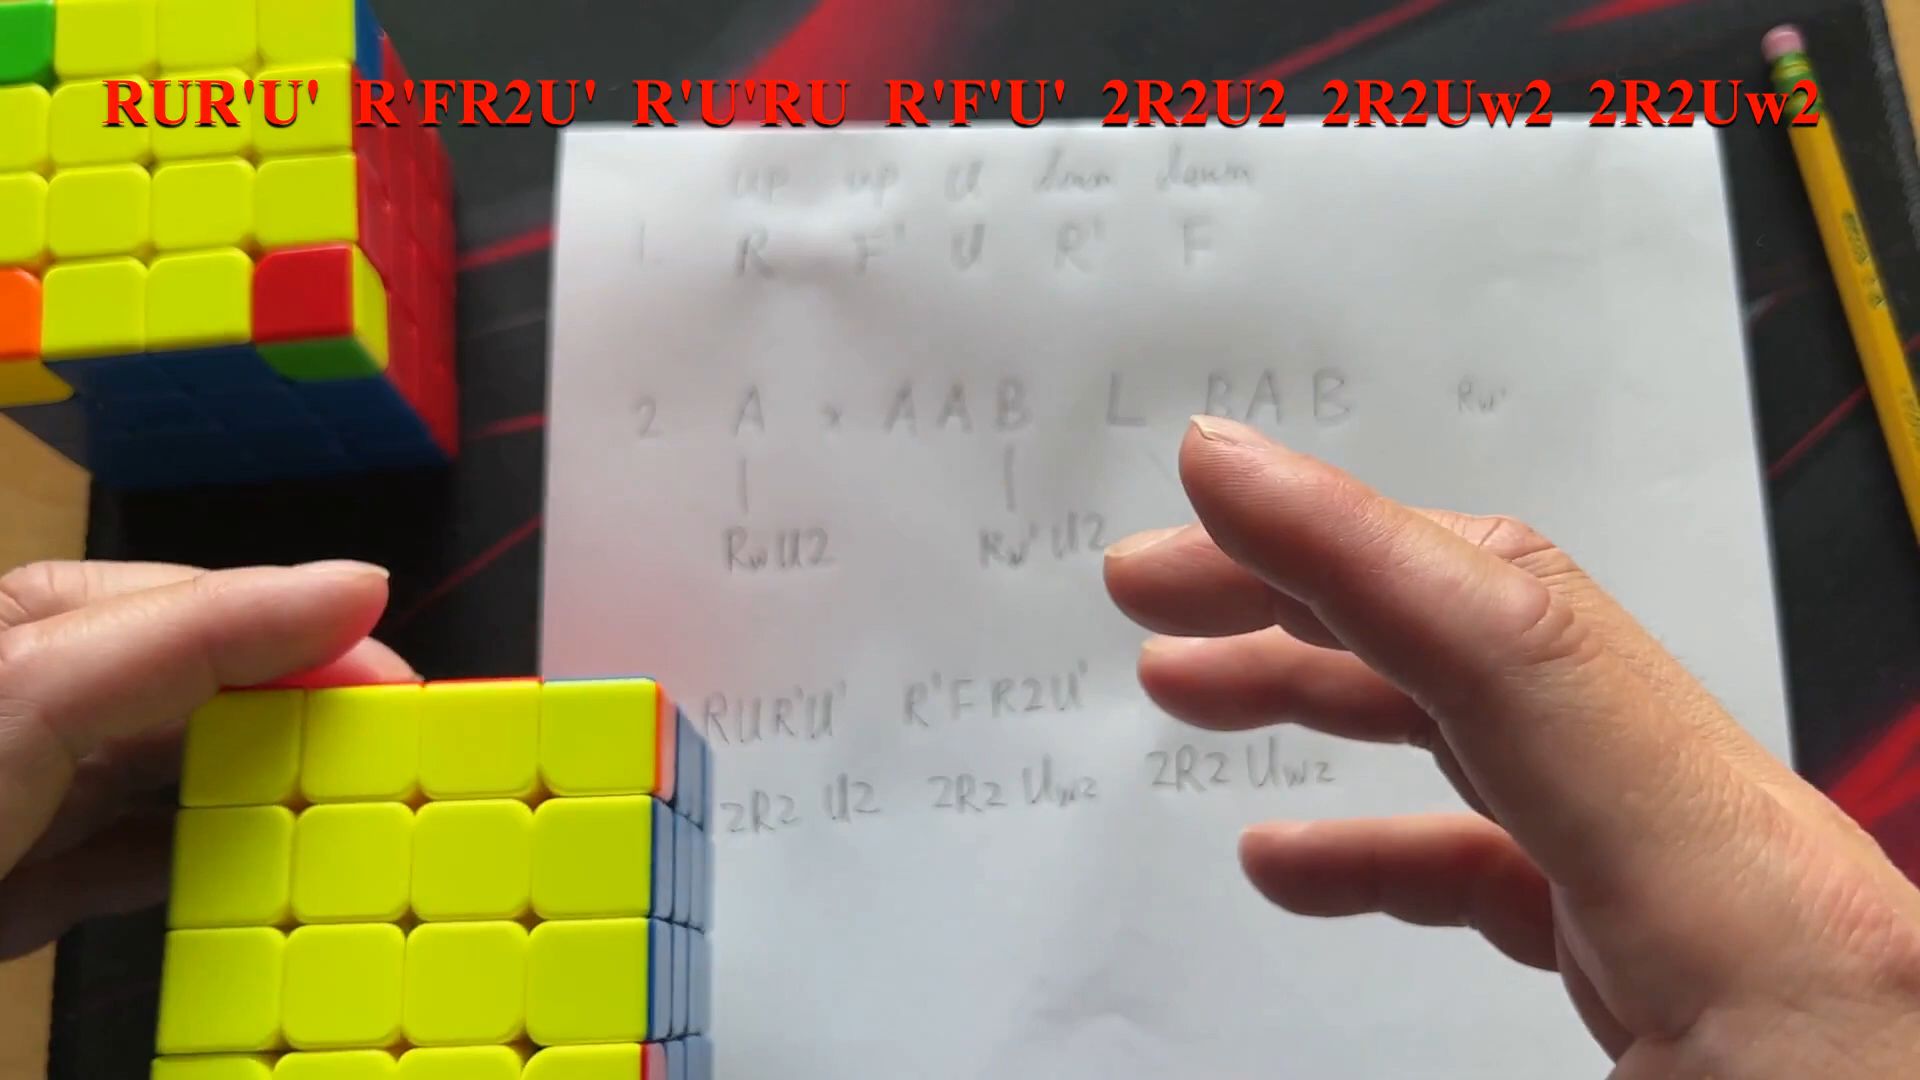 RUR'U' R'FR2U' R'U'RU R'F'U' 2R2U2 2R2Uw2 2R2Uw2
up up U down down
1. R F' U R' F
2 A x A A B L B A B Rw'
RwU2 Rw'U2
RUR'U' R'FR2U'
2R2 U2 2R2 Uw2 2R2 Uw2